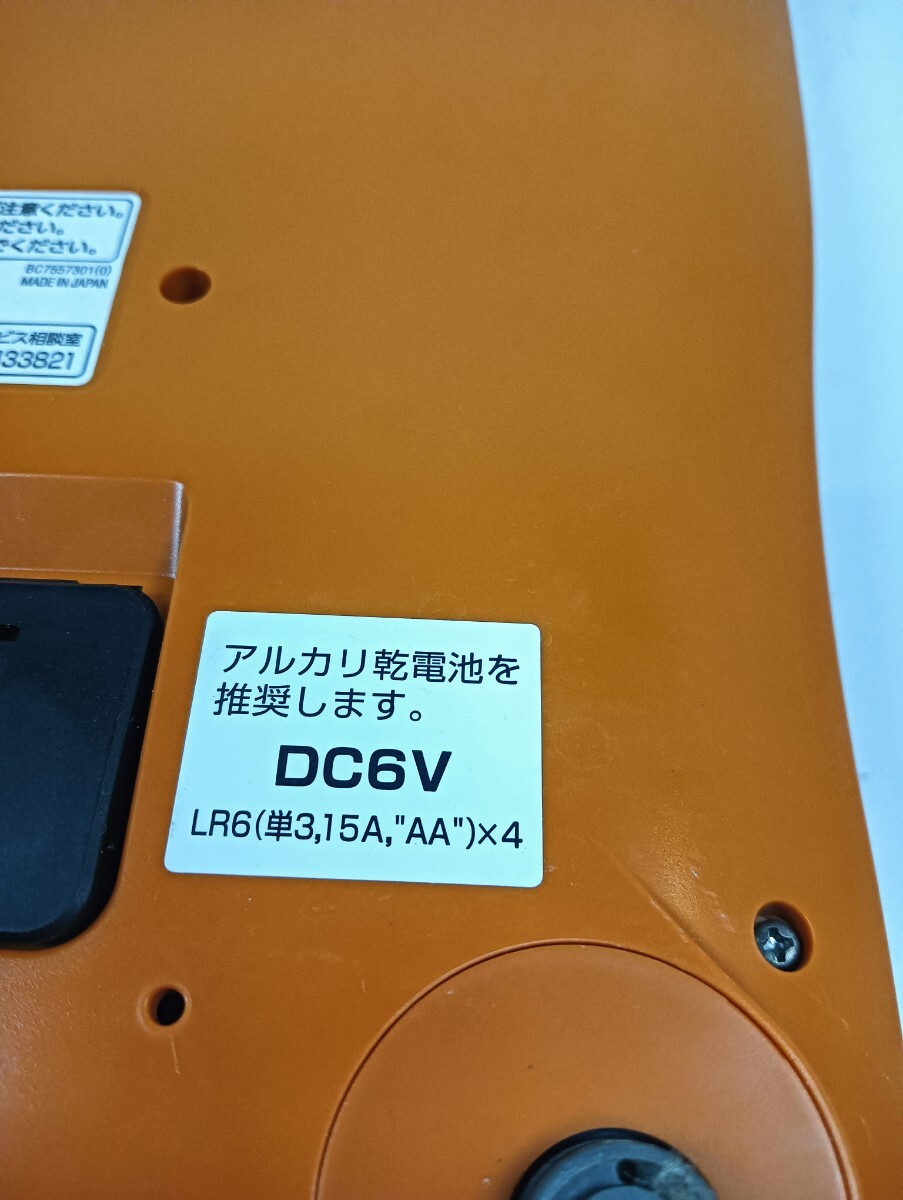 注意ください。
ださい。
でください。
BC7557301(0)
MADE IN JAPAN
ビス相談室
433821
アルカリ乾電池を
推奨します。
DC6V
LR6(単3,15A,"AA")×4